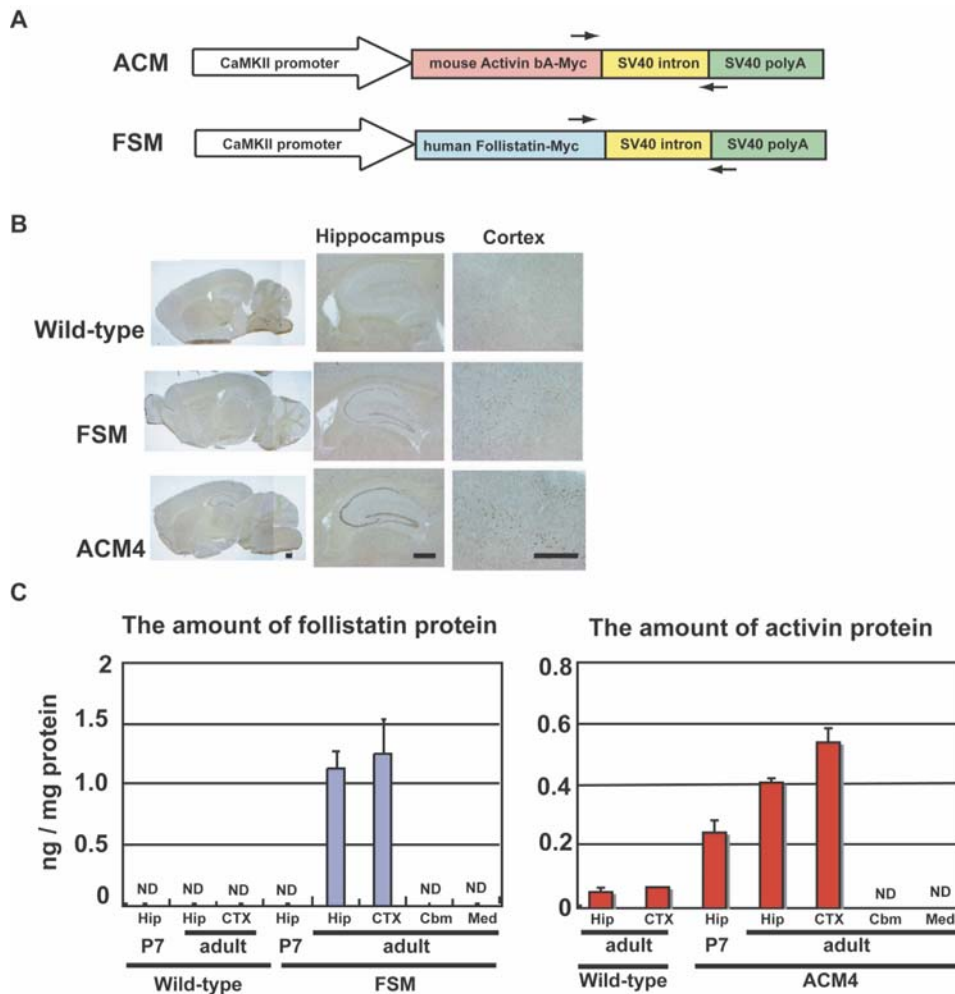 A
ACM
CaMKII promoter
mouse Activin bA-Myc
SV40 intron
SV40 polyA
FSM
CaMKII promoter
human Follistatin-Myc
SV40 intron
SV40 polyA
B
Hippocampus
Cortex
Wild-type
FSM
ACM4
C
The amount of follistatin protein
ng / mg protein
2
1.5
1.0
0.5
0
ND ND ND ND ND ND
Hip Hip CTX Hip Hip CTX Cbm Med
P7 adult P7 adult
Wild-type FSM
The amount of activin protein
0.8
0.6
0.4
0.2
0
ND ND
Hip CTX Hip Hip CTX Cbm Med
adult P7 adult
Wild-type ACM4